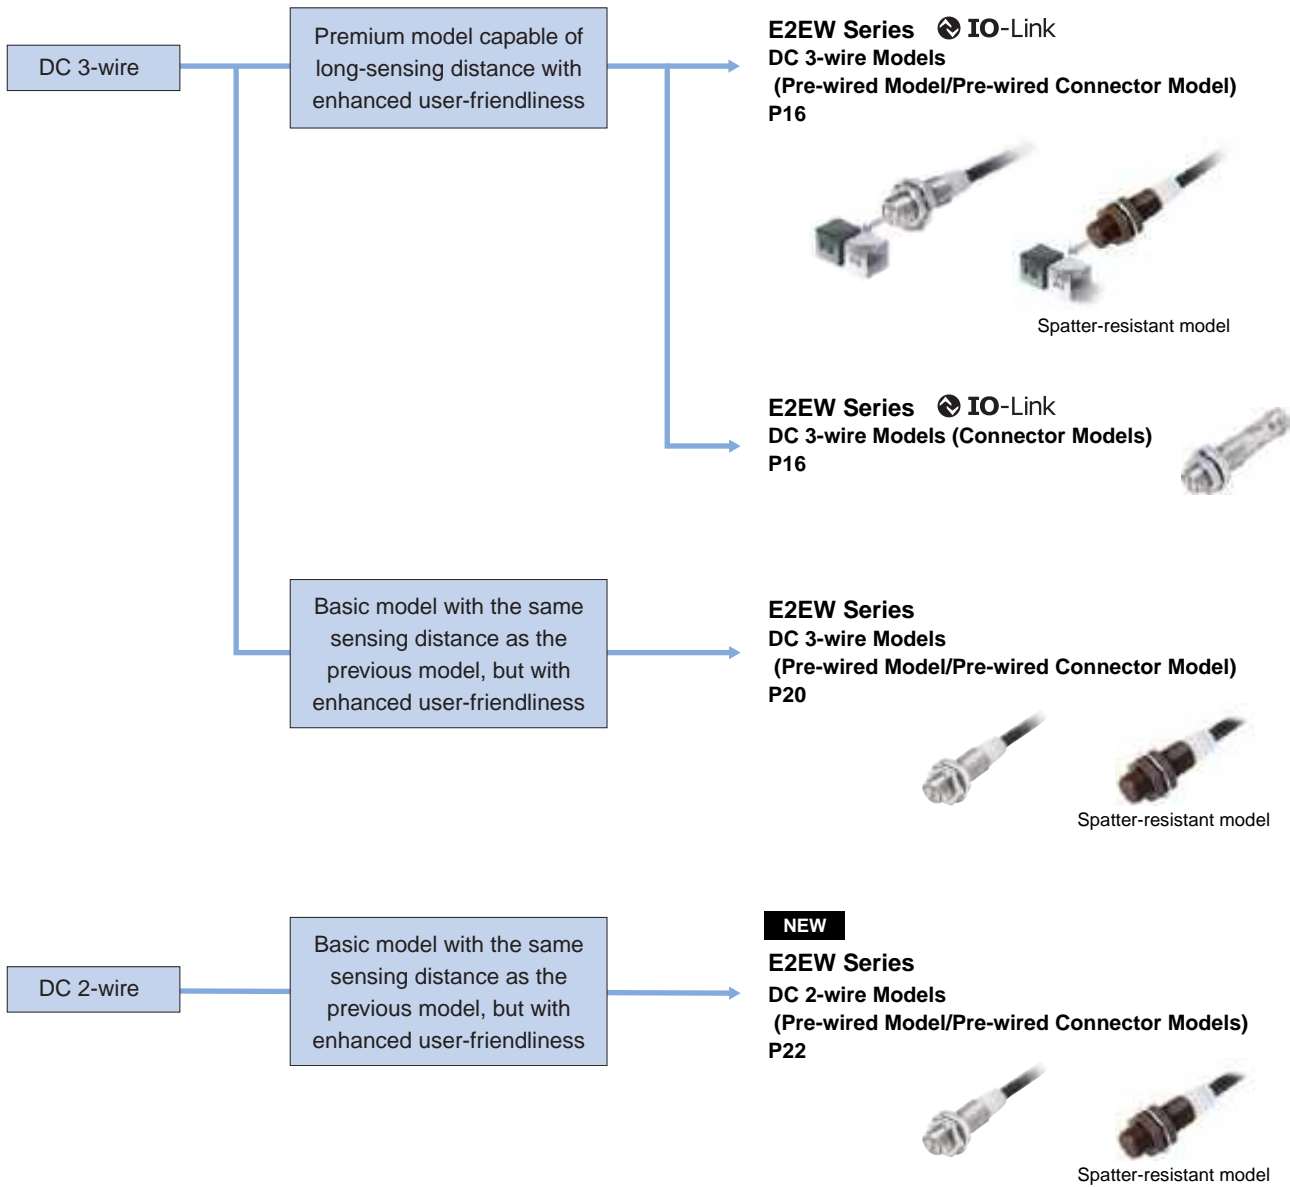 DC 3-wire
Premium model capable of
long-sensing distance with
enhanced user-friendliness
E2EW Series IO-Link
DC 3-wire Models
(Pre-wired Model/Pre-wired Connector Model)
P16
Spatter-resistant model
E2EW Series IO-Link
DC 3-wire Models (Connector Models)
P16
Basic model with the same
sensing distance as the
previous model, but with
enhanced user-friendliness
E2EW Series
DC 3-wire Models
(Pre-wired Model/Pre-wired Connector Model)
P20
Spatter-resistant model
DC 2-wire
Basic model with the same
sensing distance as the
previous model, but with
enhanced user-friendliness
NEW
E2EW Series
DC 2-wire Models
(Pre-wired Model/Pre-wired Connector Models)
P22
Spatter-resistant model